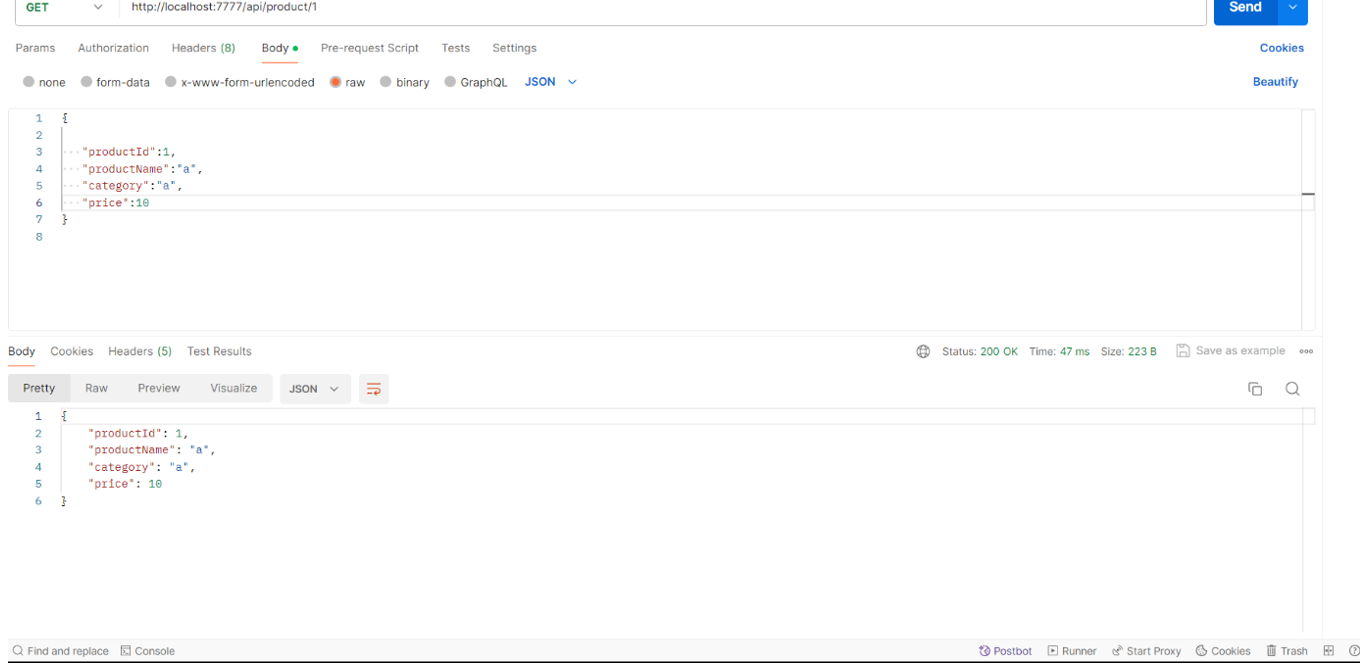 GET http://localhost:7777/api/product/1 Send
Params Authorization Headers (8) Body Pre-request Script Tests Settings Cookies
none form-data x-www-form-urlencoded raw binary GraphQL JSON Beautify
1 {
2
3 "productId":1,
4 "productName":"a",
5 "category":"a",
6 "price":10
7 }
8
Body Cookies Headers (5) Test Results Status: 200 OK Time: 47 ms Size: 223 B Save as example
Pretty Raw Preview Visualize JSON
1 {
2 "productId": 1,
3 "productName": "a",
4 "category": "a",
5 "price": 10
6 }
Find and replace Console Postbot Runner Start Proxy Cookies Trash